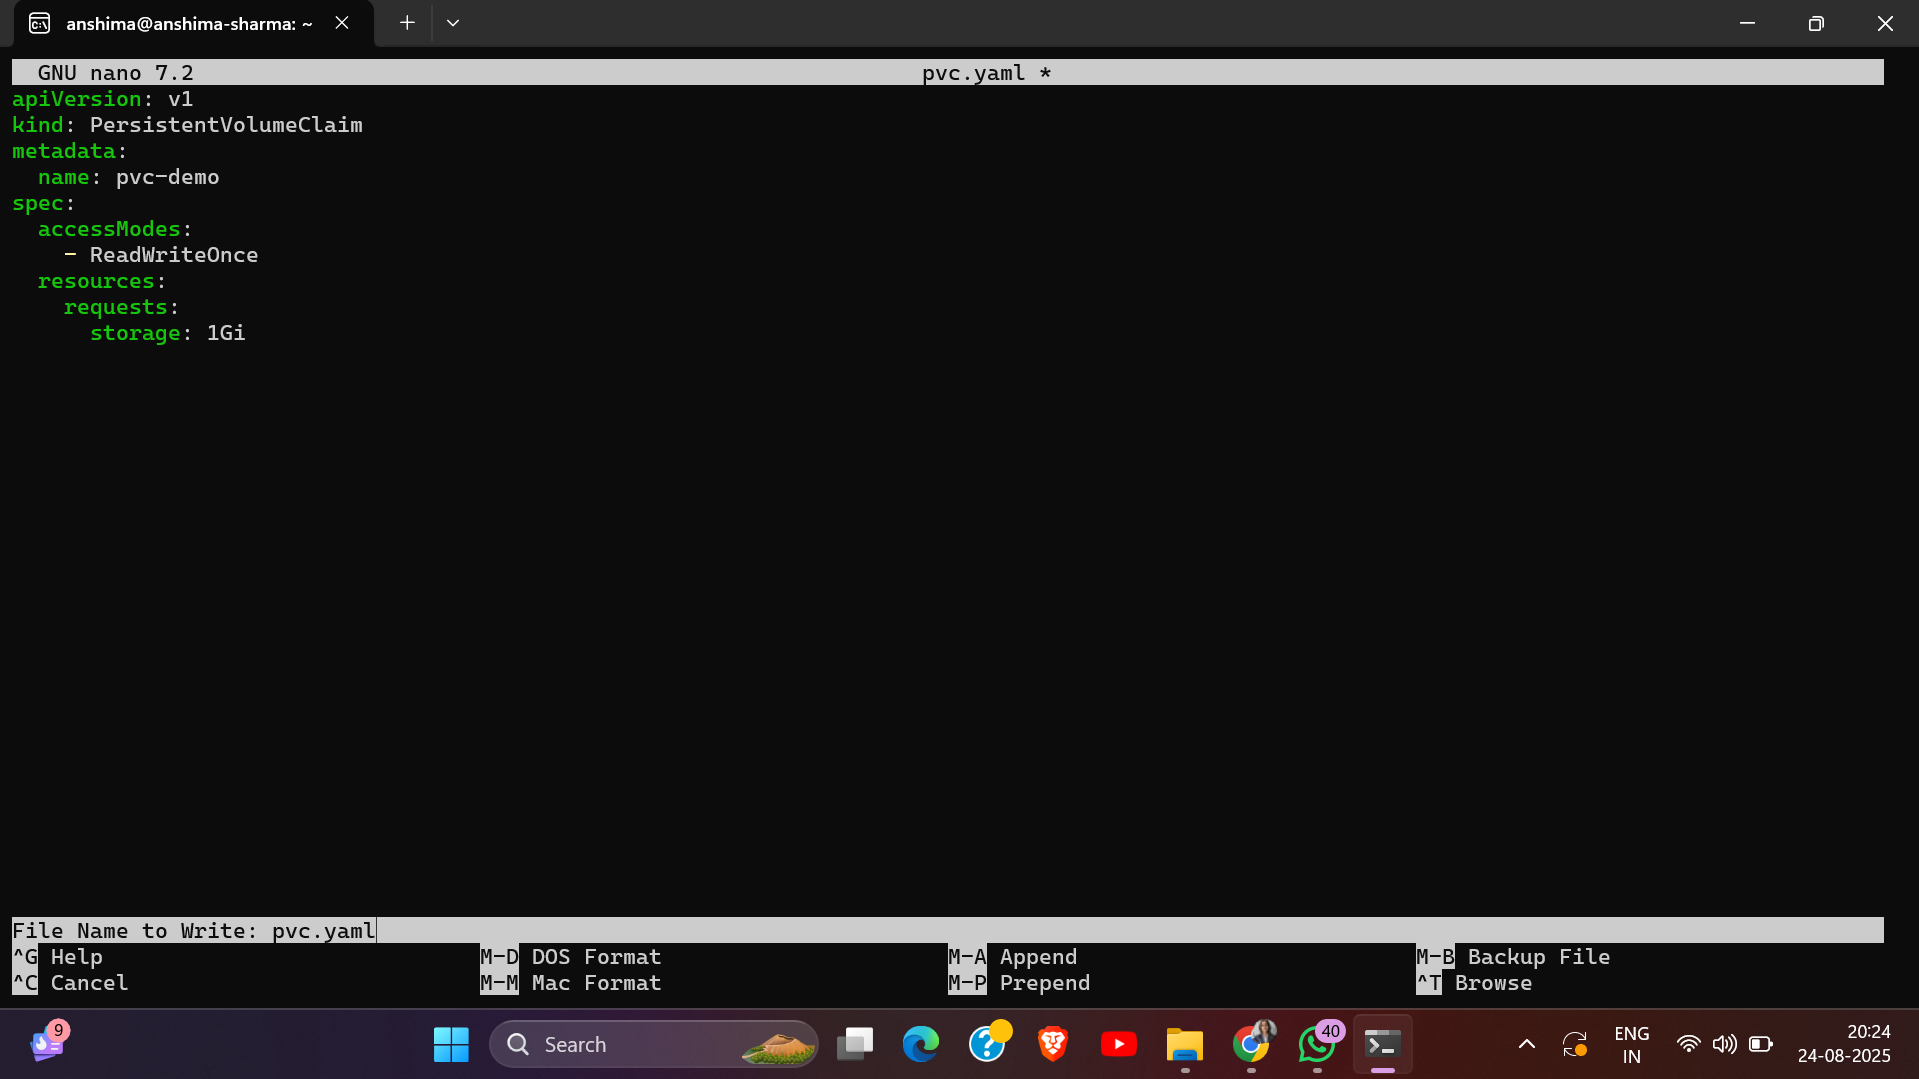 anshima@anshima-sharma: ~
GNU nano 7.2 pvc.yaml *
apiVersion: v1
kind: PersistentVolumeClaim
metadata:
  name: pvc-demo
spec:
  accessModes:
    - ReadWriteOnce
  resources:
    requests:
      storage: 1Gi
File Name to Write: pvc.yaml
^G Help M-D DOS Format M-A Append M-B Backup File
^C Cancel M-M Mac Format M-P Prepend ^T Browse
9
Search
40
ENG
IN
20:24
24-08-2025